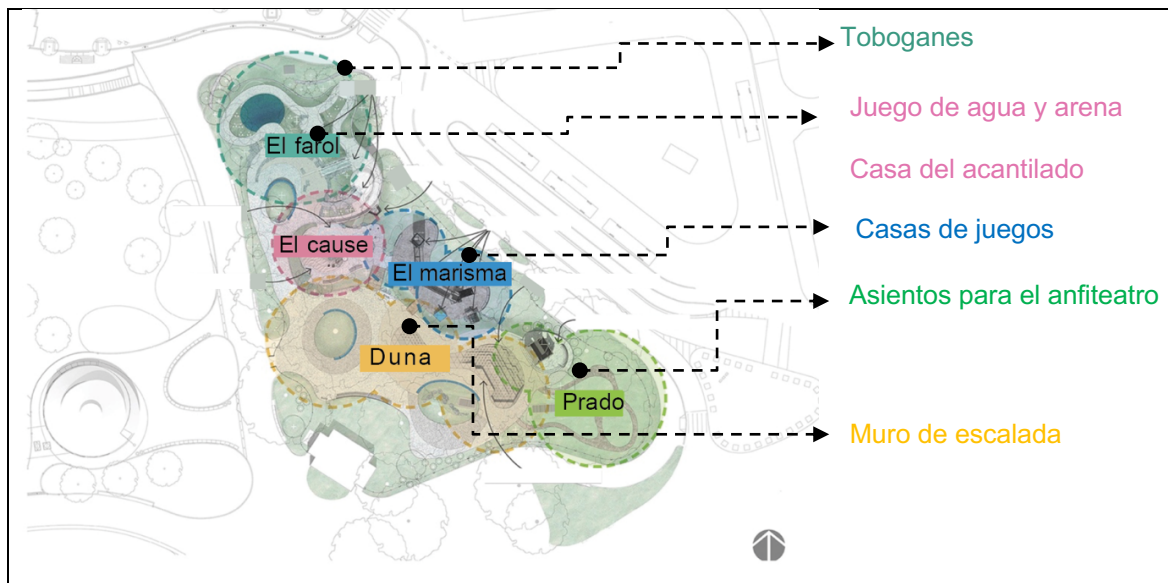 Toboganes
Juego de agua y arena
El farol
Casa del acantilado
El cause
Casas de juegos
El marisma
Asientos para el anfiteatro
Duna
Prado
Muro de escalada